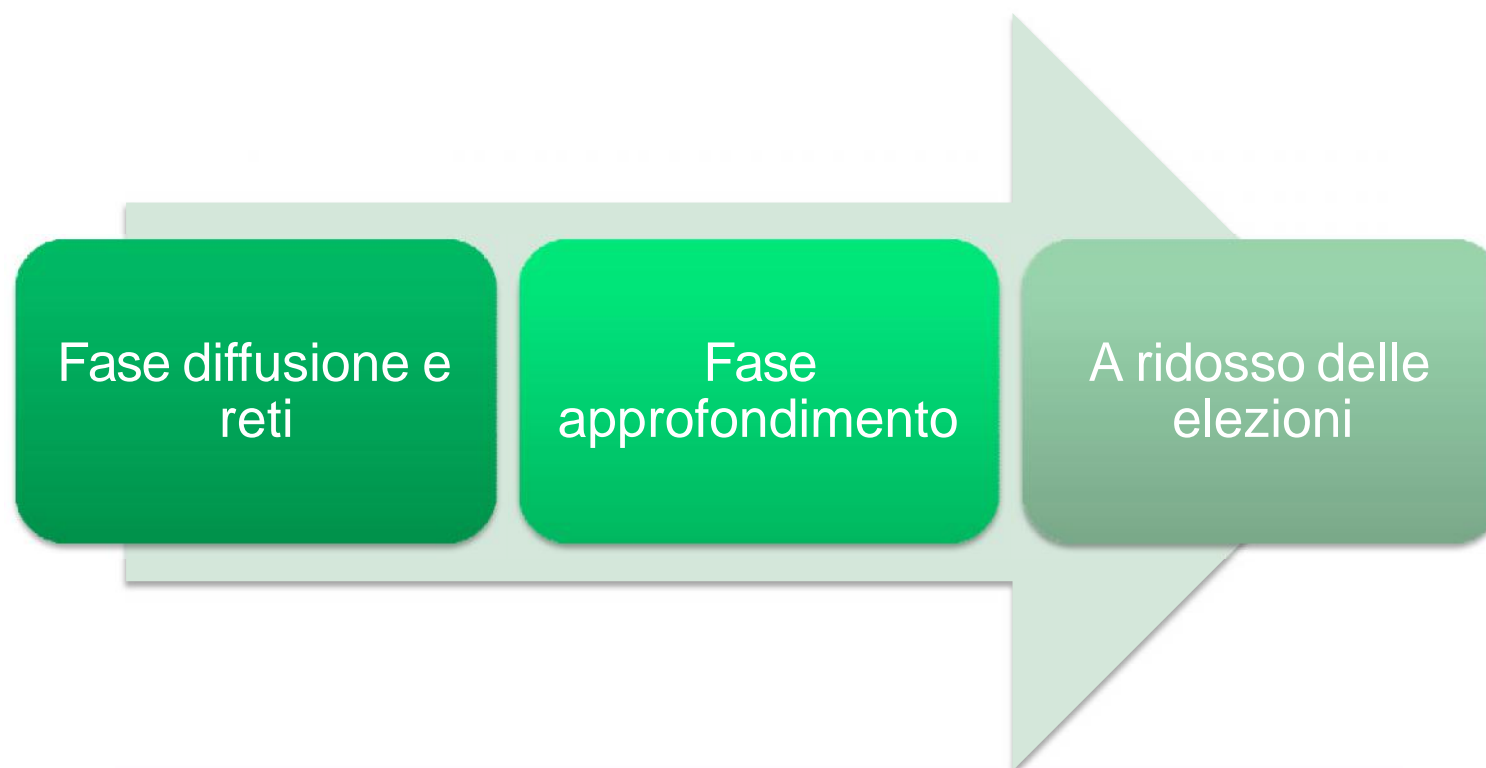 Fase diffusione e
reti
Fase
approfondimento
A ridosso delle
elezioni